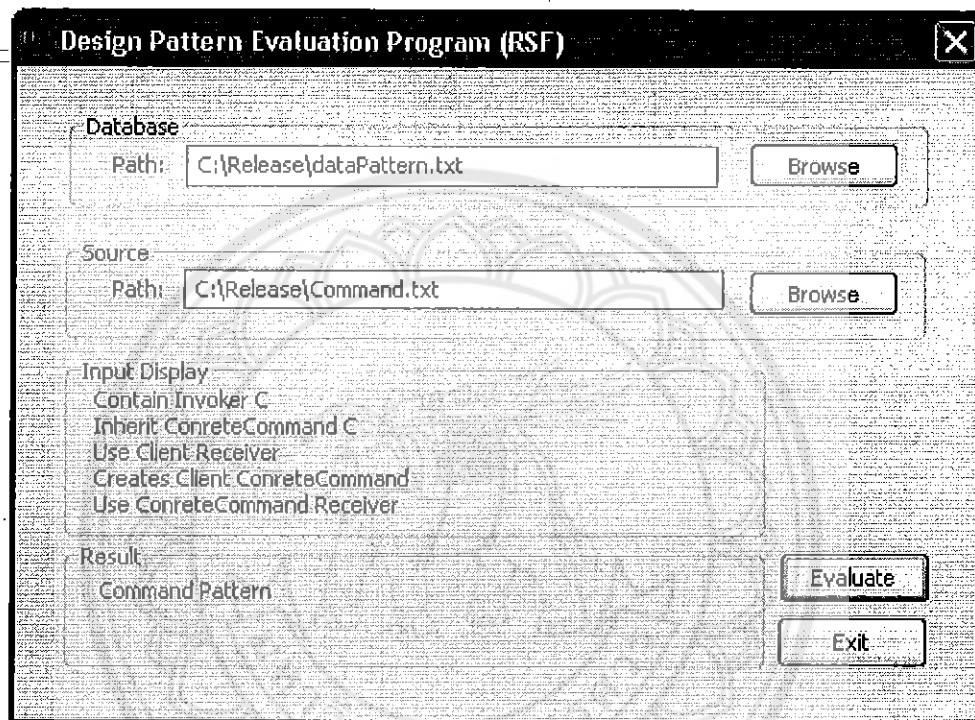 Design Pattern Evaluation Program (RSF)
Database
Path: C:\Release\dataPattern.txt Browse
Source
Path: C:\Release\Command.txt Browse
Input Display
Contain Invoker C
Inherit ConreteCommand C
Use Client Receiver
Creates Client ConreteCommand
Use ConreteCommand Receiver
Result
Command Pattern
Evaluate
Exit